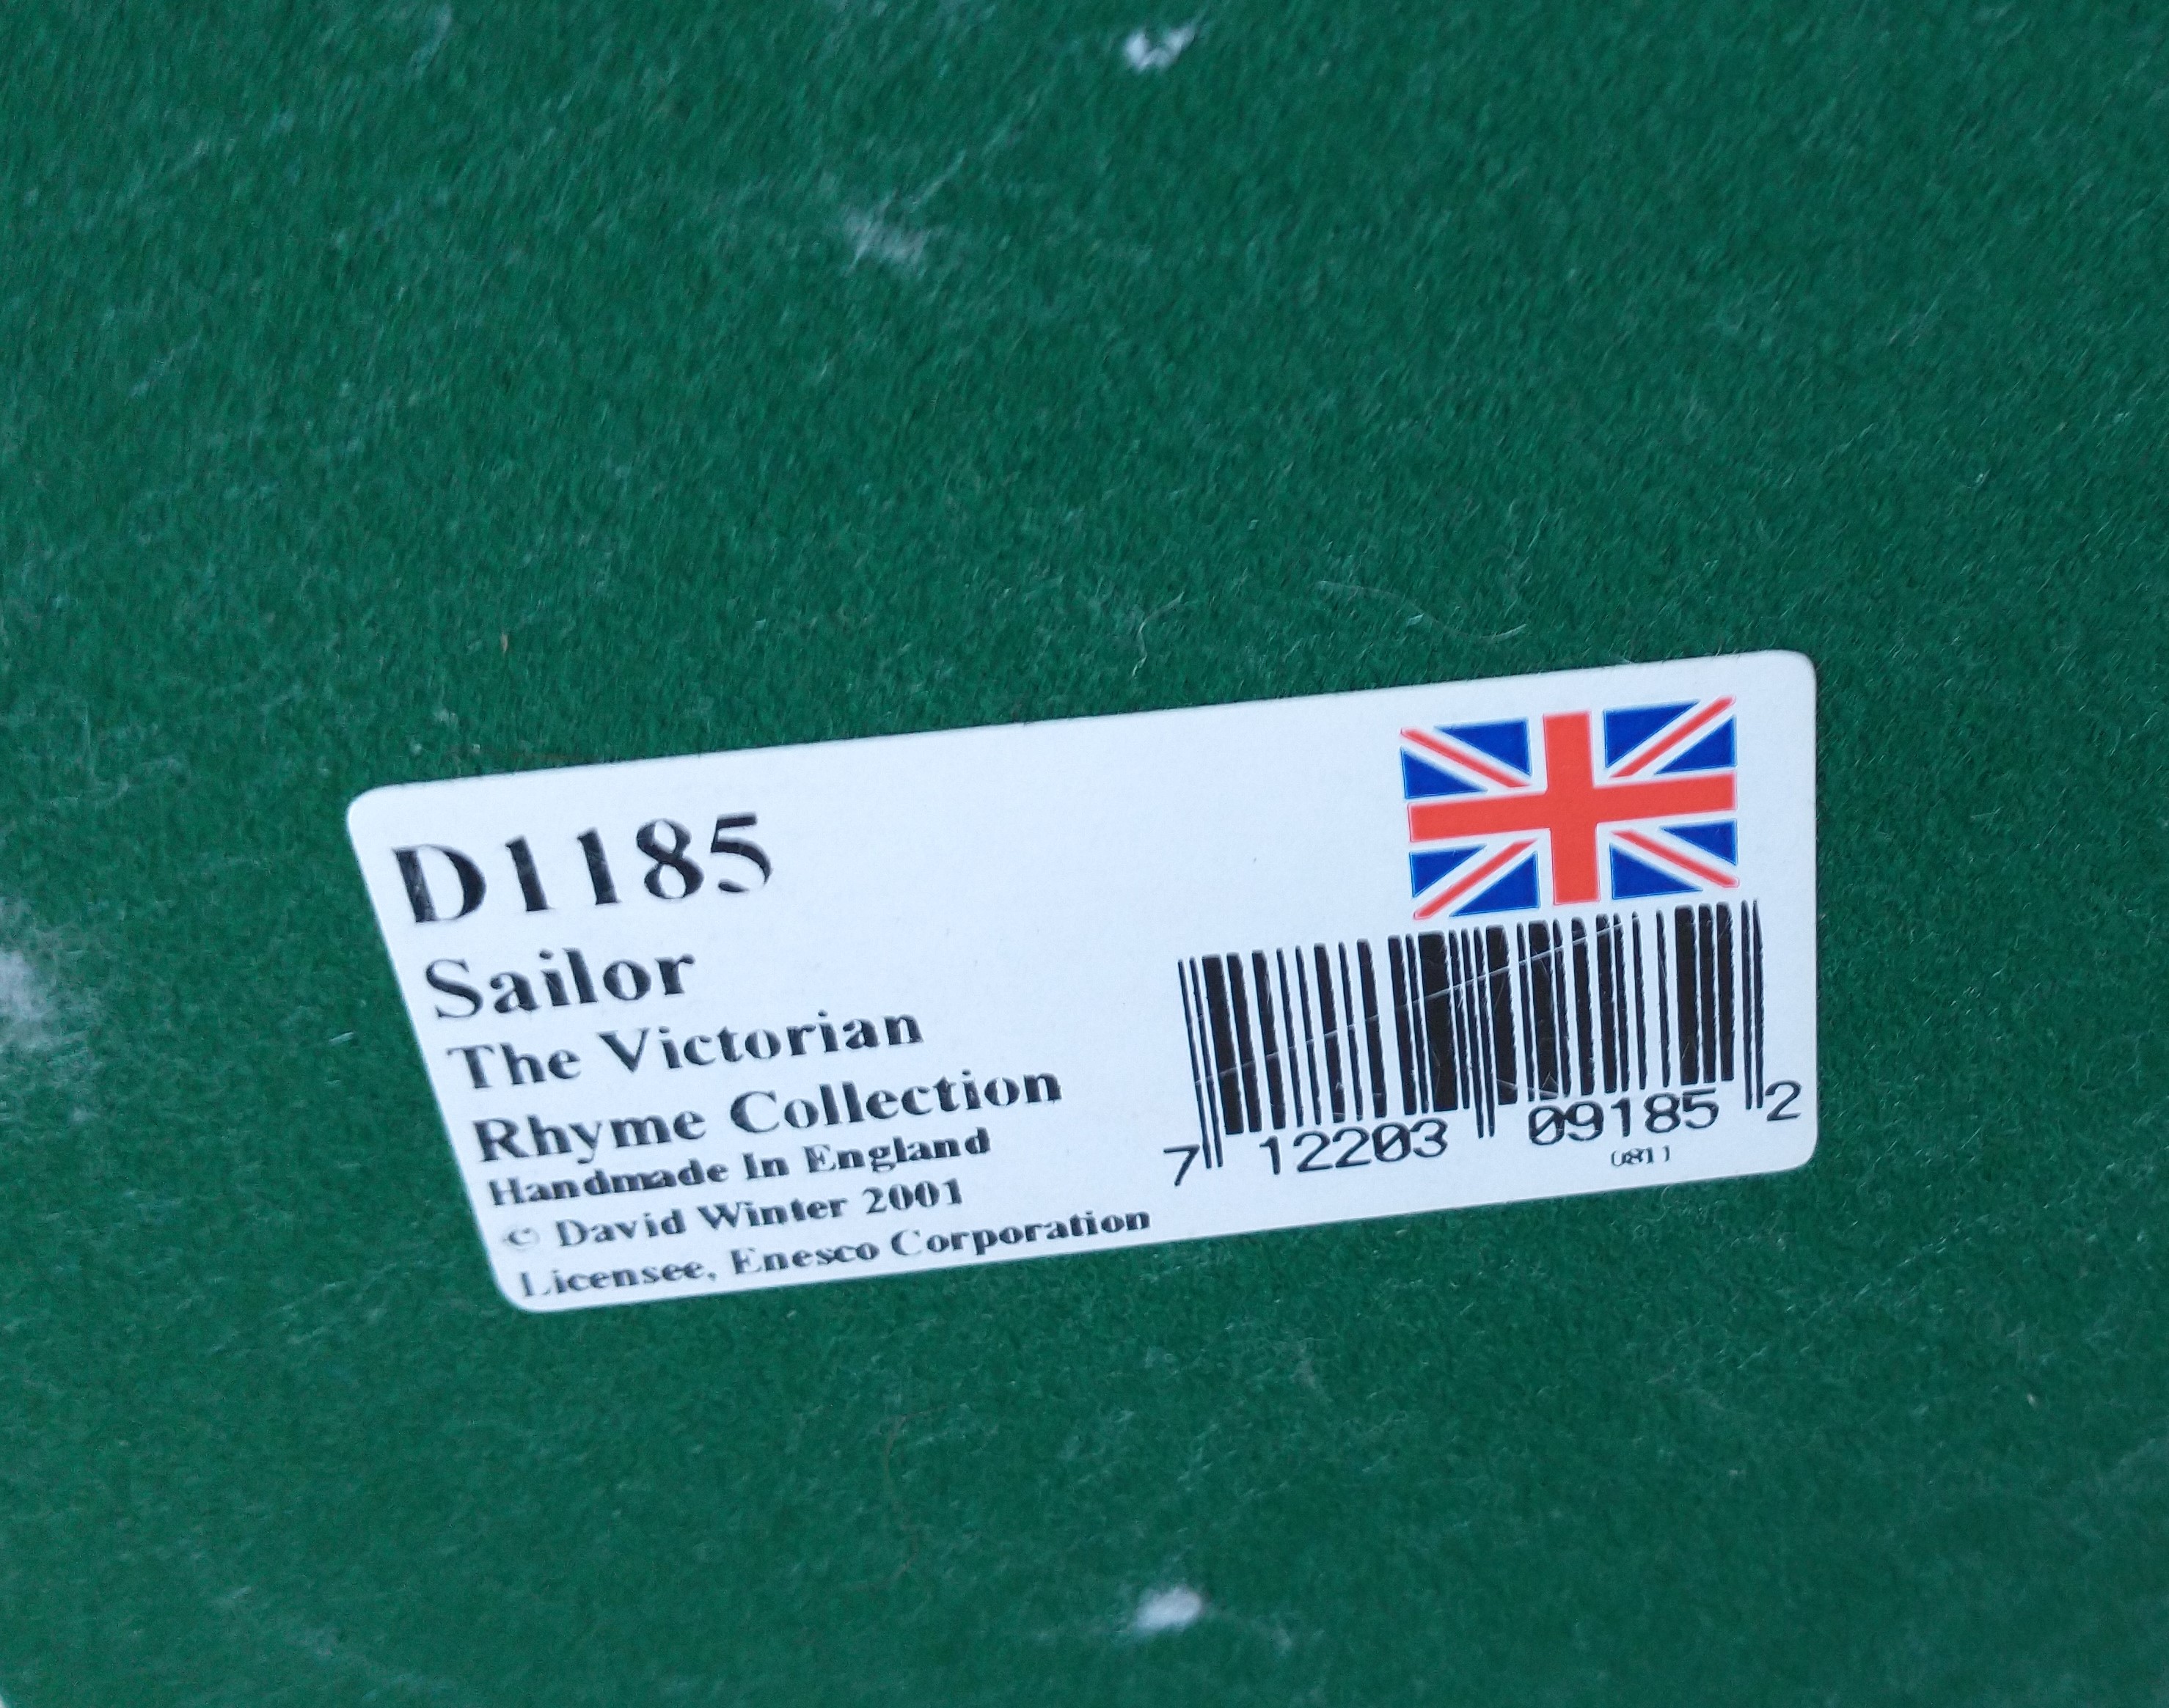 D1185
Sailor
The Victorian
Rhyme Collection
Handmade In England
© David Winter 2001
Licensee, Enesco Corporation
7 12203 09185 2